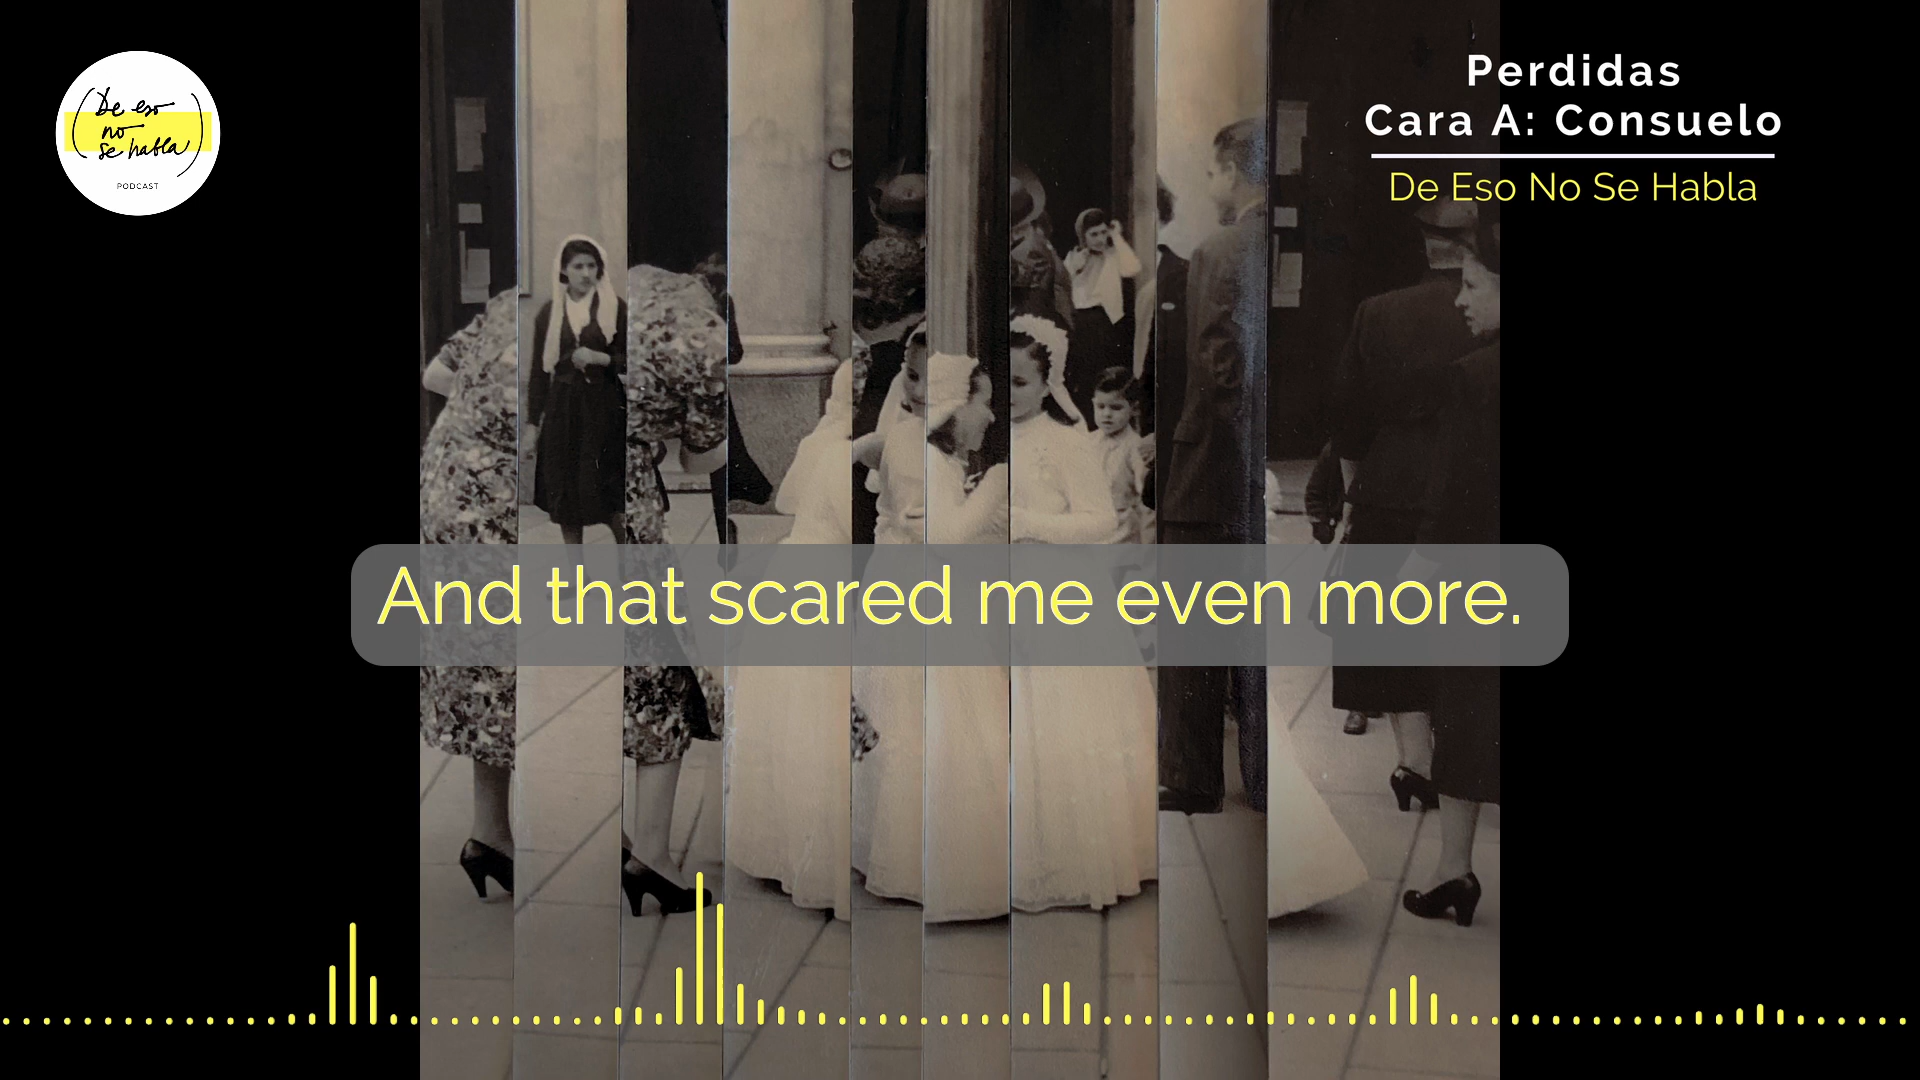 (De eso
no
se habla)
PODCAST
Perdidas
Cara A: Consuelo
De Eso No Se Habla
And that scared me even more.